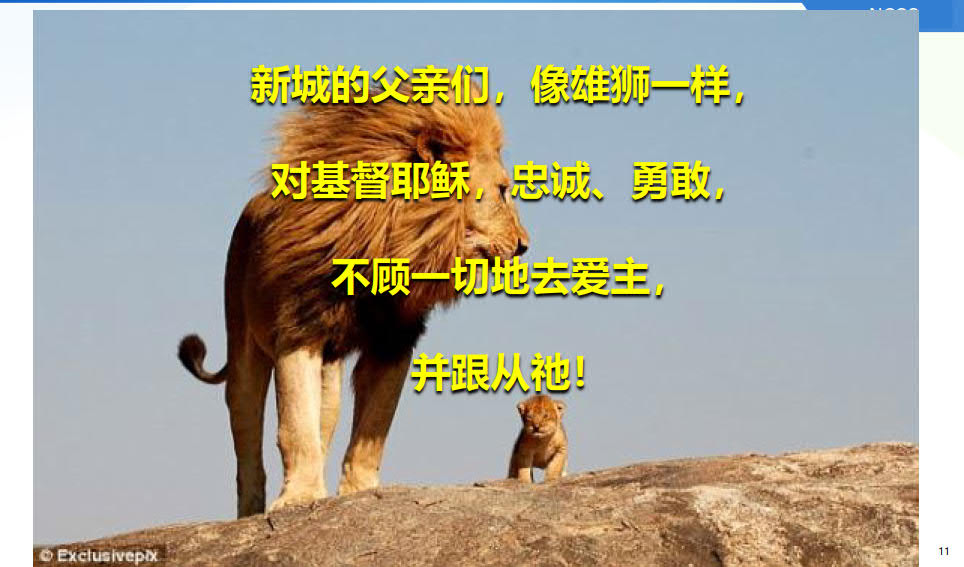 新城的父亲们，像雄狮一样，
对基督耶稣，忠诚、勇敢，
不顾一切地去爱主，
并跟从祂！
© Exclusivepix
11